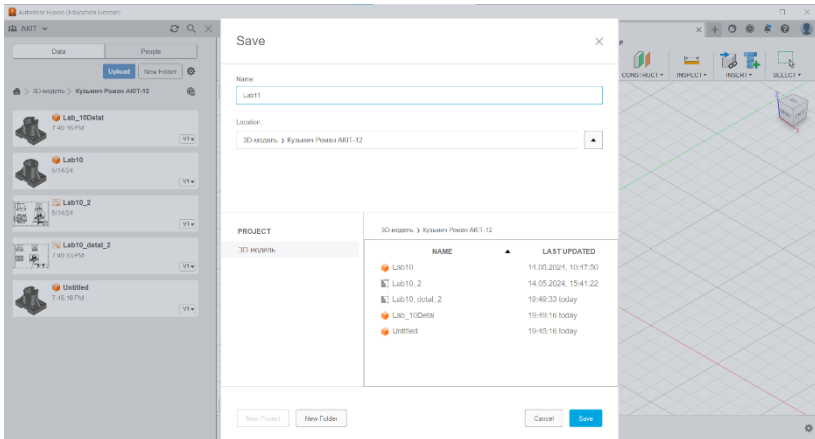 Autodesk Fusion (Education License)
AKIT
Data
People
Upload
New Folder
3D-модель > Кузьмич Роман АКІТ-12
Lab_10Detal
7:49:16 PM
V1
Lab10
5/14/24
V1
Lab10_2
5/14/24
V1
Lab10_detal_2
7:49:33 PM
V1
Untitled
7:45:16 PM
V1
Save
Name:
Lab11
Location:
3D-модель > Кузьмич Роман АКІТ-12
PROJECT
3D-модель
3D-модель > Кузьмич Роман АКІТ-12
NAME
LAST UPDATED
Lab10
14.05.2024, 10:47:50
Lab10_2
14.05.2024, 15:41:22
Lab10_detal_2
19:49:33 today
Lab_10Detal
19:49:16 today
Untitled
19:45:16 today
New Project
New Folder
Cancel
Save
CONSTRUCT
INSPECT
INSERT
SELECT
Z